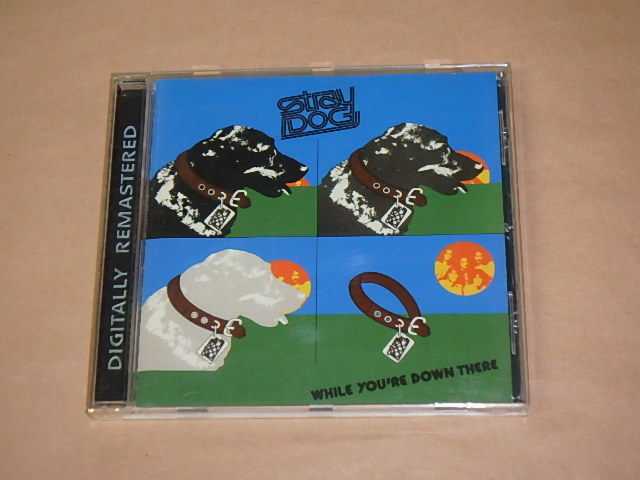 DIGITALLY REMASTERED
Stray
DOG
WHILE YOU'RE DOWN THERE